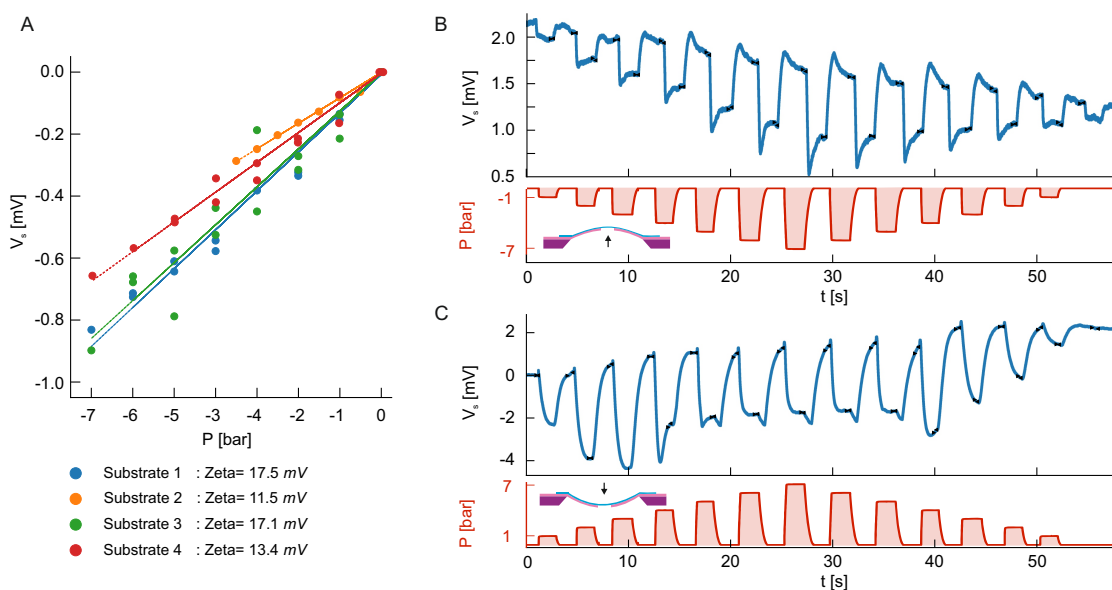 A
0.0
-0.2
-0.4
-0.6
-0.8
-1.0
Vs [mV]
-7 -6 -5 -4 -3 -2 -1 0
P [bar]
Substrate 1 : Zeta= 17.5 mV
Substrate 2 : Zeta= 11.5 mV
Substrate 3 : Zeta= 17.1 mV
Substrate 4 : Zeta= 13.4 mV
B
2.0
1.5
1.0
0.5
Vs [mV]
-1
-7
P [bar]
0 10 20 30 40 50
t [s]
C
2
0
-2
-4
Vs [mV]
7
1
P [bar]
0 10 20 30 40 50
t [s]